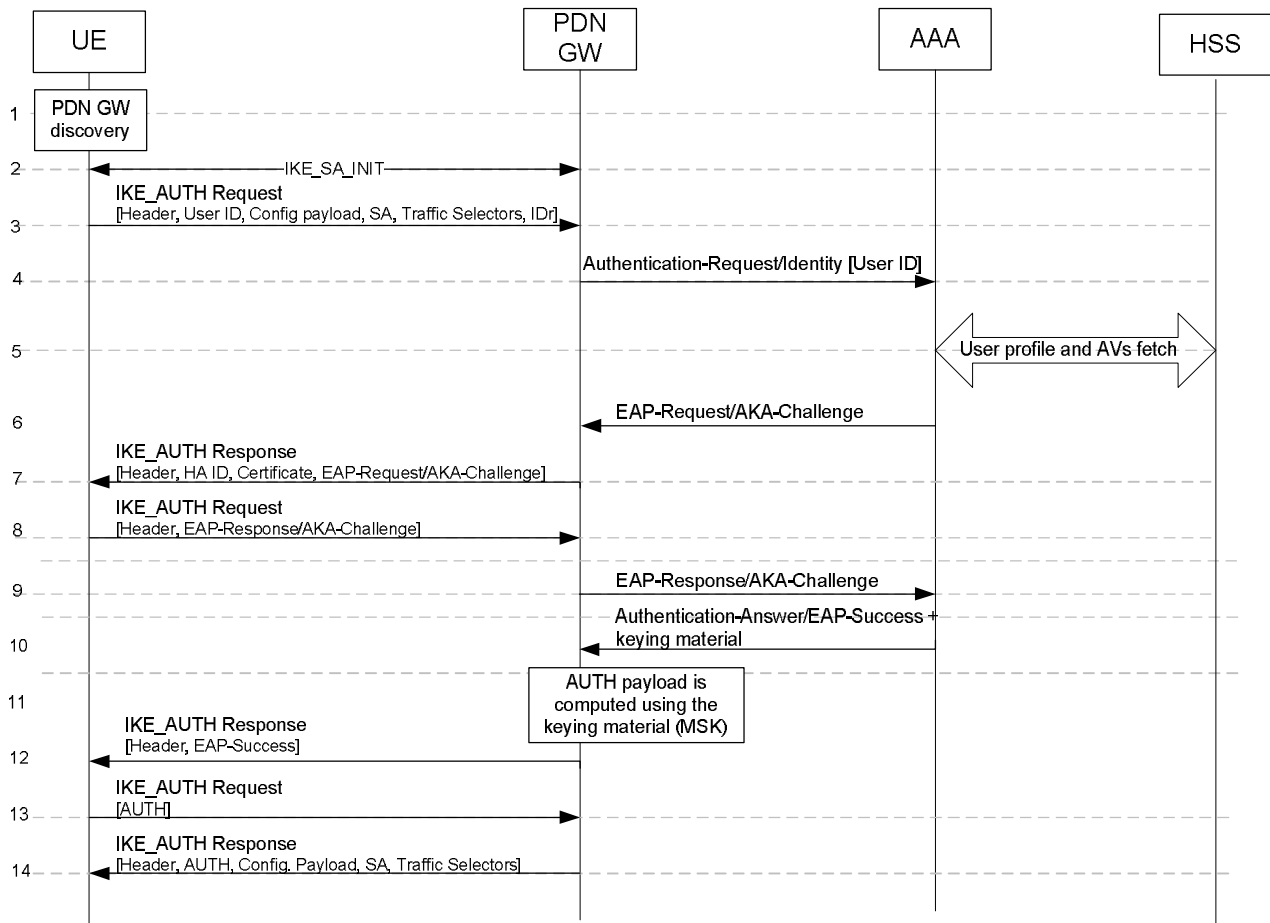 UE
PDN
GW
AAA
HSS
1
PDN GW
discovery
2
IKE_SA_INIT
IKE_AUTH Request
[Header, User ID, Config payload, SA, Traffic Selectors, IDr]
3
Authentication-Request/Identity [User ID]
4
5
User profile and AVs fetch
6
EAP-Request/AKA-Challenge
IKE_AUTH Response
[Header, HA ID, Certificate, EAP-Request/AKA-Challenge]
7
IKE_AUTH Request
[Header, EAP-Response/AKA-Challenge]
8
9
EAP-Response/AKA-Challenge
Authentication-Answer/EAP-Success +
keying material
10
11
AUTH payload is
computed using the
keying material (MSK)
IKE_AUTH Response
[Header, EAP-Success]
12
IKE_AUTH Request
[AUTH]
13
IKE_AUTH Response
[Header, AUTH, Config. Payload, SA, Traffic Selectors]
14